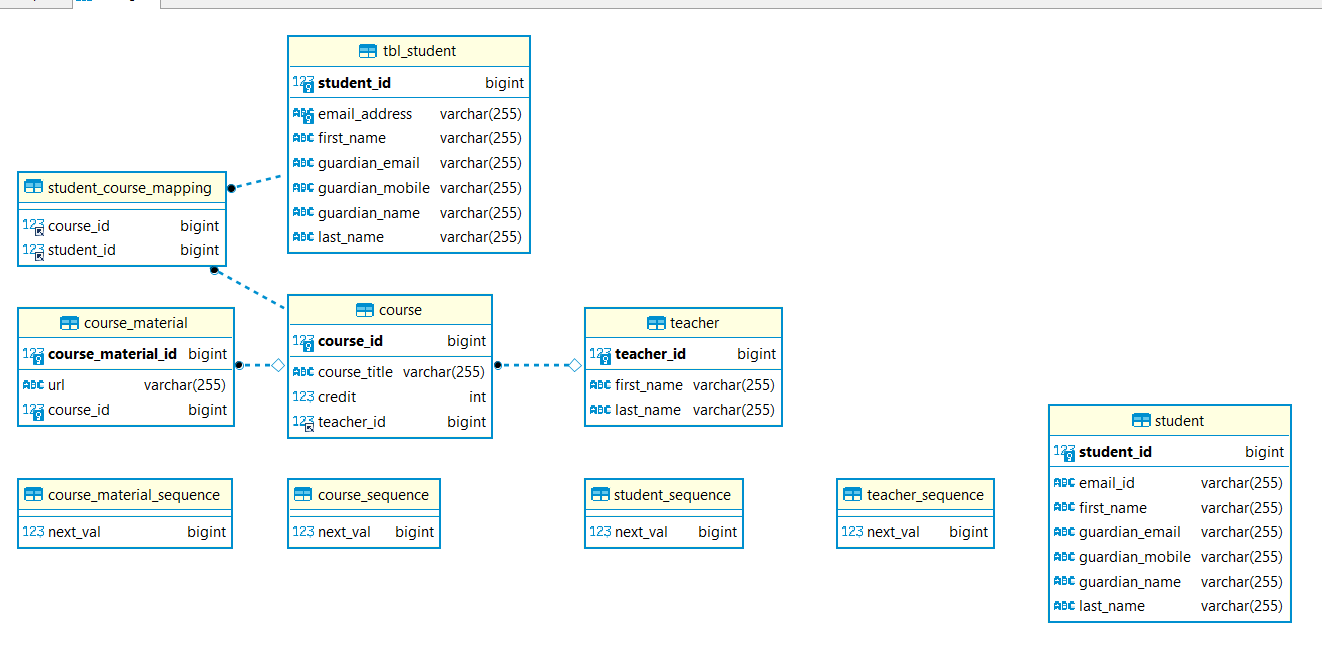 tbl_student
123 student_id bigint
ABC email_address varchar(255)
ABC first_name varchar(255)
ABC guardian_email varchar(255)
ABC guardian_mobile varchar(255)
ABC guardian_name varchar(255)
ABC last_name varchar(255)
student_course_mapping
123 course_id bigint
123 student_id bigint
course_material
123 course_material_id bigint
ABC url varchar(255)
123 course_id bigint
course
123 course_id bigint
ABC course_title varchar(255)
123 credit int
123 teacher_id bigint
teacher
123 teacher_id bigint
ABC first_name varchar(255)
ABC last_name varchar(255)
student
123 student_id bigint
ABC email_id varchar(255)
ABC first_name varchar(255)
ABC guardian_email varchar(255)
ABC guardian_mobile varchar(255)
ABC guardian_name varchar(255)
ABC last_name varchar(255)
course_material_sequence
123 next_val bigint
course_sequence
123 next_val bigint
student_sequence
123 next_val bigint
teacher_sequence
123 next_val bigint